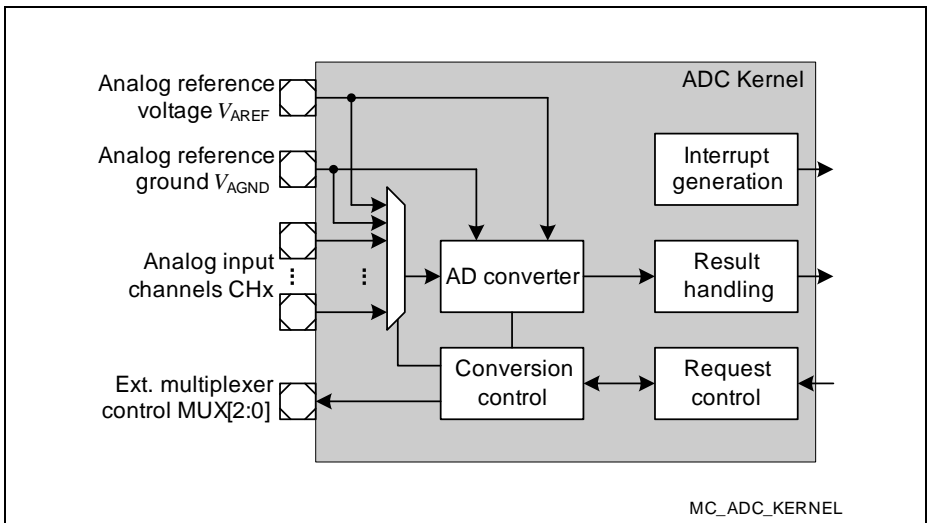 ADC Kernel
Analog reference
voltage VAREF
Analog reference
ground VAGND
Analog input
channels CHx
Ext. multiplexer
control MUX[2:0]
AD converter
Conversion
control
Interrupt
generation
Result
handling
Request
control
MC_ADC_KERNEL